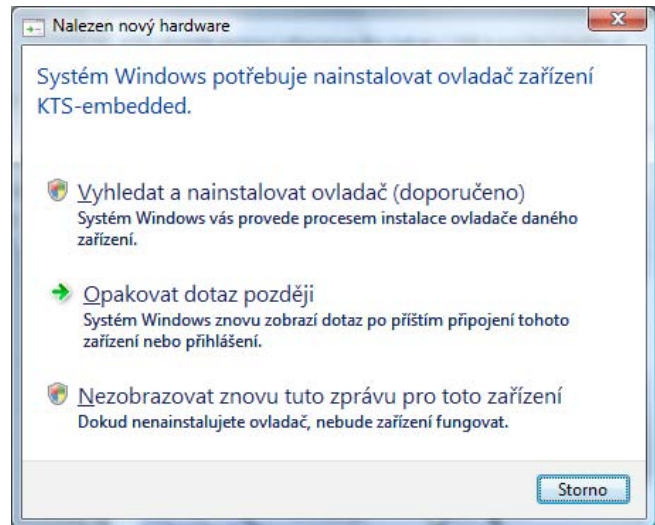 Nalezen nový hardware
Systém Windows potřebuje nainstalovat ovladač zařízení
KTS-embedded.
Vyhledat a nainstalovat ovladač (doporučeno)
Systém Windows vás provede procesem instalace ovladače daného
zařízení.
Opakovat dotaz později
Systém Windows znovu zobrazí dotaz po příštím připojení tohoto
zařízení nebo přihlášení.
Nezobrazovat znovu tuto zprávu pro toto zařízení
Dokud nenainstalujete ovladač, nebude zařízení fungovat.
Storno